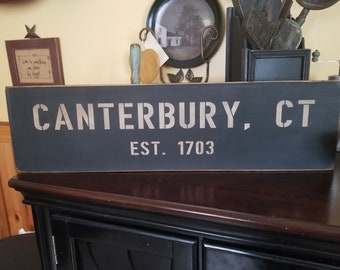 CANTERBURY, CT
EST. 1703